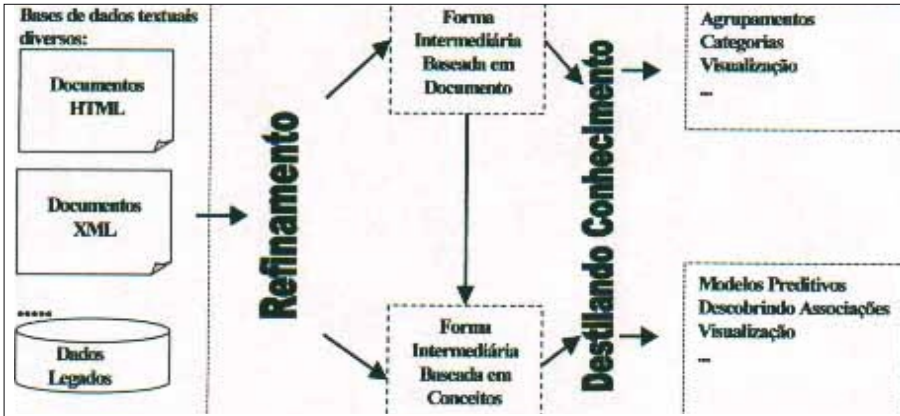 Bases de dados textuais
diversos:
Documentos
HTML
Documentos
XML
.....
Dados
Legados
Refinamento
Forma
Intermediária
Baseada em
Documento
Forma
Intermediária
Bascada em
Conceitos
Destilando Conhecimento
Agrupamentos
Categorias
Visualização
...
Modelos Preditivos
Descobrindo Associações
Visualização
...